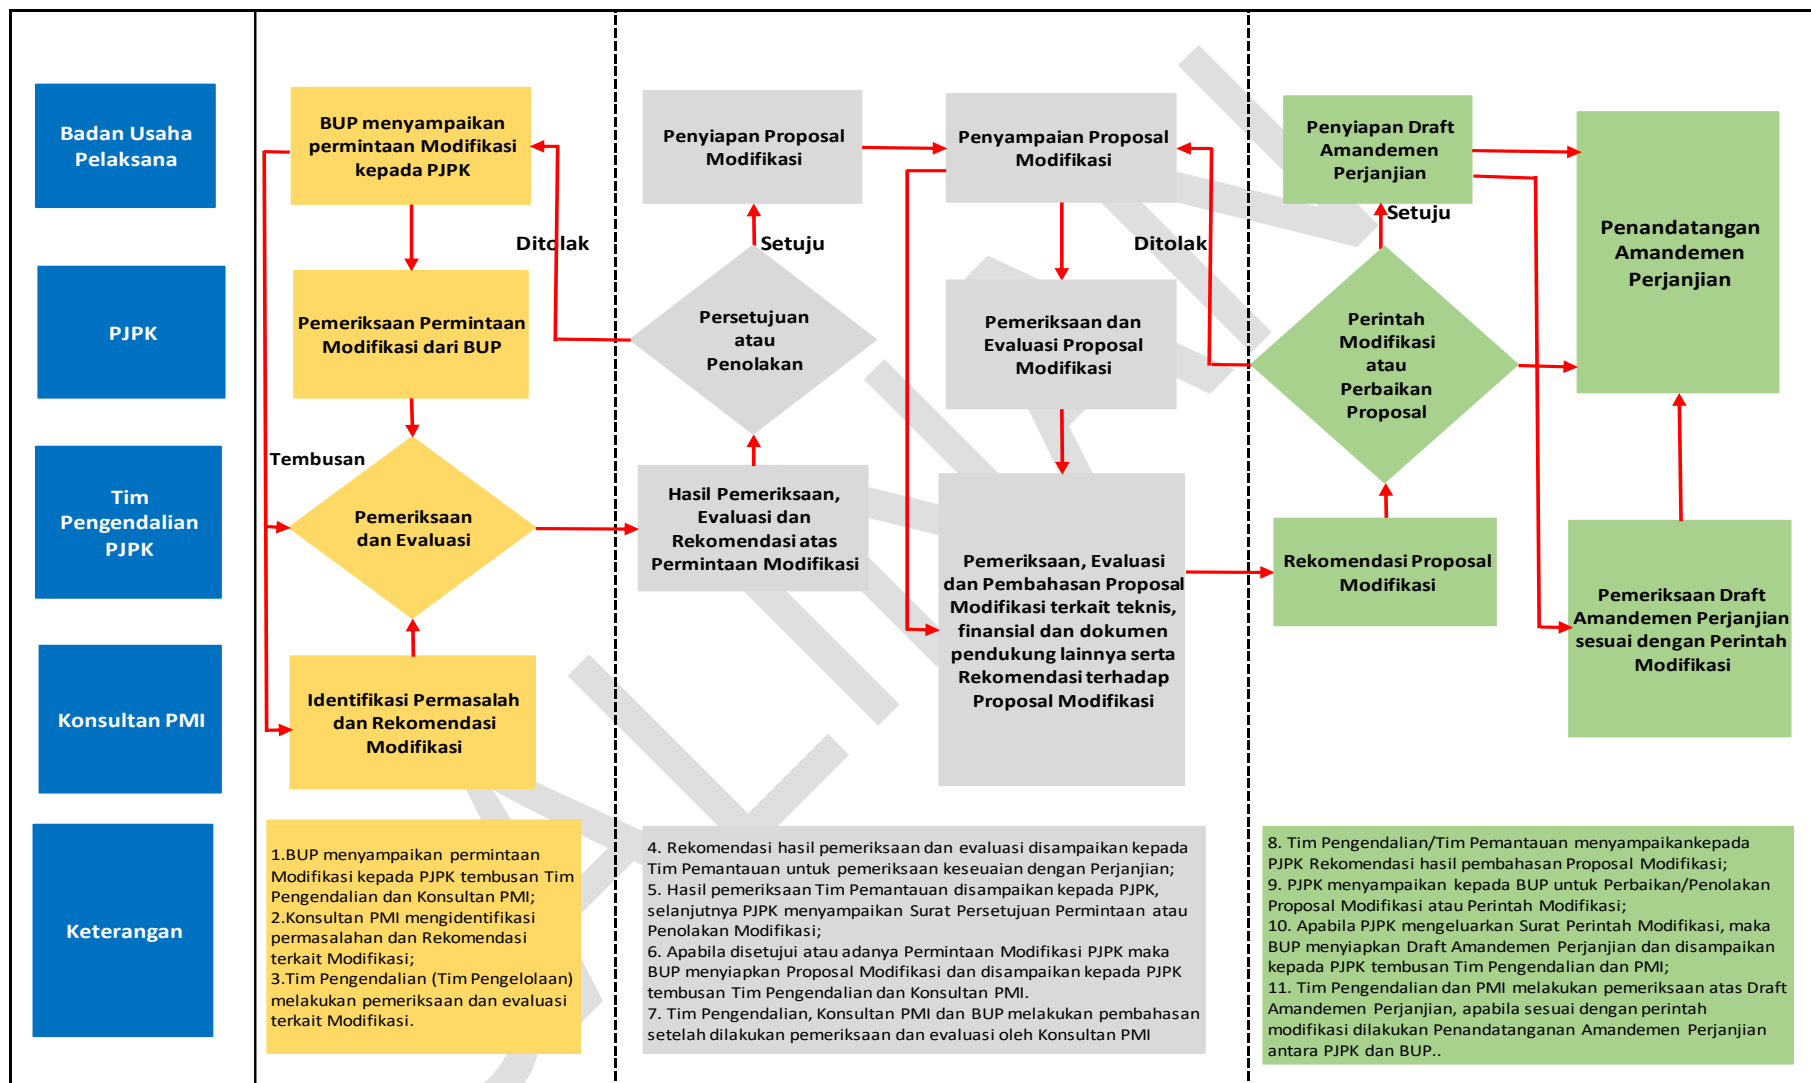 Badan Usaha
Pelaksana
PJPK
Tim
Pengendalian
PJPK
Konsultan PMI
Keterangan
BUP menyampaikan
permintaan Modifikasi
kepada PJPK
Ditolak
Pemeriksaan Permintaan
Modifikasi dari BUP
Tembusan
Pemeriksaan
dan Evaluasi
Identifikasi Permasalah
dan Rekomendasi
Modifikasi
1.BUP menyampaikan permintaan
Modifikasi kepada PJPK tembusan Tim
Pengendalian dan Konsultan PMI;
2.Konsultan PMI mengidentifikasi
permasalahan dan Rekomendasi
terkait Modifikasi;
3.Tim Pengendalian (Tim Pengelolaan)
melakukan pemeriksaan dan evaluasi
terkait Modifikasi.
Penyiapan Proposal
Modifikasi
Setuju
Persetujuan
atau
Penolakan
Hasil Pemeriksaan,
Evaluasi dan
Rekomendasi atas
Permintaan Modifikasi
Penyampaian Proposal
Modifikasi
Ditolak
Pemeriksaan dan
Evaluasi Proposal
Modifikasi
Pemeriksaan, Evaluasi
dan Pembahasan Proposal
Modifikasi terkait teknis,
finansial dan dokumen
pendukung lainnya serta
Rekomendasi terhadap
Proposal Modifikasi
4. Rekomendasi hasil pemeriksaan dan evaluasi disampaikan kepada
Tim Pemantauan untuk pemeriksaan keseuaian dengan Perjanjian;
5. Hasil pemeriksaan Tim Pemantauan disampaikan kepada PJPK,
selanjutnya PJPK menyampaikan Surat Persetujuan Permintaan atau
Penolakan Modifikasi;
6. Apabila disetujui atau adanya Permintaan Modifikasi PJPK maka
BUP menyiapkan Proposal Modifikasi dan disampaikan kepada PJPK
tembusan Tim Pengendalian dan Konsultan PMI.
7. Tim Pengendalian, Konsultan PMI dan BUP melakukan pembahasan
setelah dilakukan pemeriksaan dan evaluasi oleh Konsultan PMI
Penyiapan Draft
Amandemen
Perjanjian
Setuju
Perintah
Modifikasi
atau
Perbaikan
Proposal
Rekomendasi Proposal
Modifikasi
Penandatangan
Amandemen
Perjanjian
Pemeriksaan Draft
Amandemen Perjanjian
sesuai dengan Perintah
Modifikasi
8. Tim Pengendalian/Tim Pemantauan menyampaikankepada
PJPK Rekomendasi hasil pembahasan Proposal Modifikasi;
9. PJPK menyampaikan kepada BUP untuk Perbaikan/Penolakan
Proposal Modifikasi atau Perintah Modifikasi;
10. Apabila PJPK mengeluarkan Surat Perintah Modifikasi, maka
BUP menyiapkan Draft Amandemen Perjanjian dan disampaikan
kepada PJPK tembusan Tim Pengendalian dan PMI;
11. Tim Pengendalian dan PMI melakukan pemeriksaan atas Draft
Amandemen Perjanjian, apabila sesuai dengan perintah
modifikasi dilakukan Penandatanganan Amandemen Perjanjian
antara PJPK dan BUP..
SALINAN